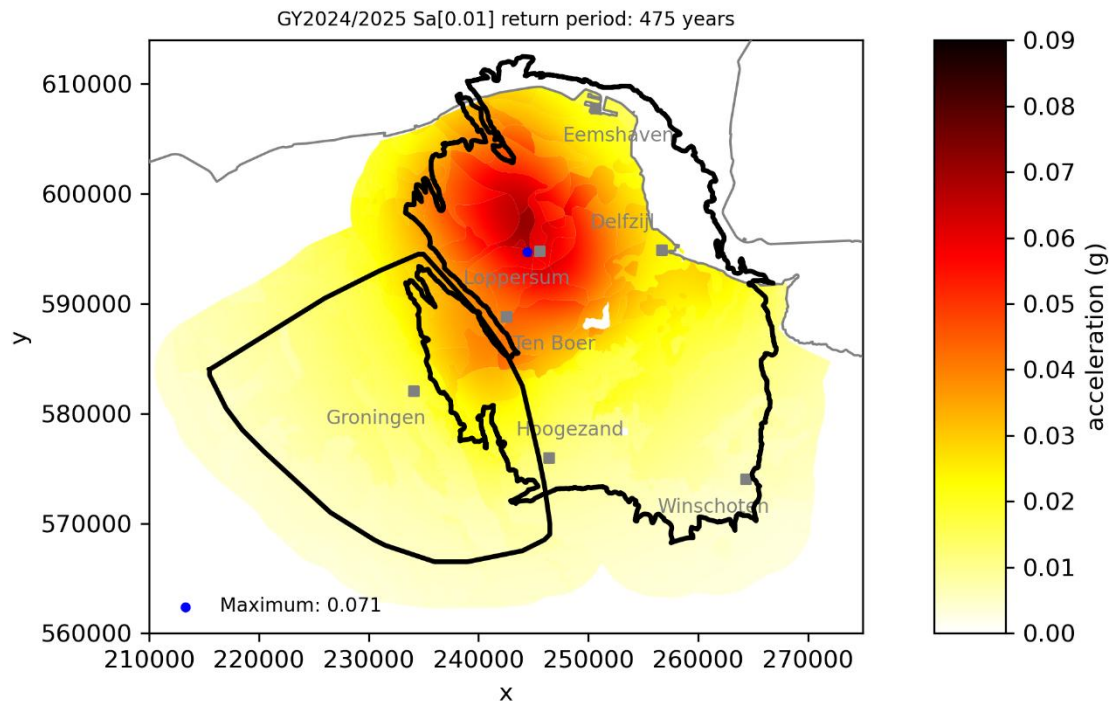 GY2024/2025 Sa[0.01] return period: 475 years
0.09
610000
0.08
Eemshaven
0.07
600000
Delfzijl
0.06
Loppersum
0.05
590000
Ten Boer
0.04
580000
Groningen
Hoogezand
0.03
Winschoten
0.02
570000
0.01
Maximum: 0.071
560000
0.00
210000 220000 230000 240000 250000 260000 270000
x
y
acceleration (g)